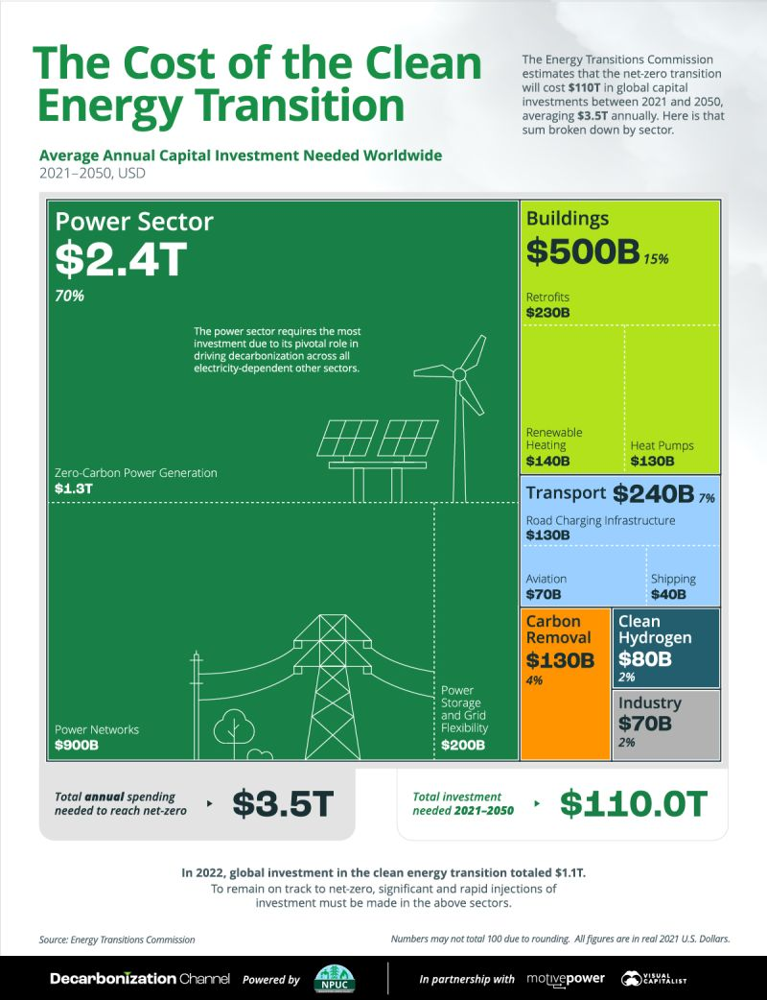 The Cost of the Clean
Energy Transition
The Energy Transitions Commission
estimates that the net-zero transition
will cost $110T in global capital
investments between 2021 and 2050,
averaging $3.5T annually. Here is that
sum broken down by sector.
Average Annual Capital Investment Needed Worldwide
2021–2050, USD
Power Sector
$2.4T
70%
The power sector requires the most
investment due to its pivotal role in
driving decarbonization across all
electricity-dependent other sectors.
Zero-Carbon Power Generation
$1.3T
Power Networks
$900B
Power
Storage
and Grid
Flexibility
$200B
Buildings
$500B 15%
Retrofits
$230B
Renewable
Heating
$140B
Heat Pumps
$130B
Transport $240B 7%
Road Charging Infrastructure
$130B
Aviation
$70B
Shipping
$40B
Carbon
Removal
$130B
4%
Clean
Hydrogen
$80B
2%
Industry
$70B
2%
Total annual spending
needed to reach net-zero
$3.5T
Total investment
needed 2021–2050
$110.0T
In 2022, global investment in the clean energy transition totaled $1.1T.
To remain on track to net-zero, significant and rapid injections of
investment must be made in the above sectors.
Source: Energy Transitions Commission
Numbers may not total 100 due to rounding. All figures are in real 2021 U.S. Dollars.
Decarbonization Channel
Powered by
NPUC
In partnership with
motivepower
VISUAL
CAPITALIST